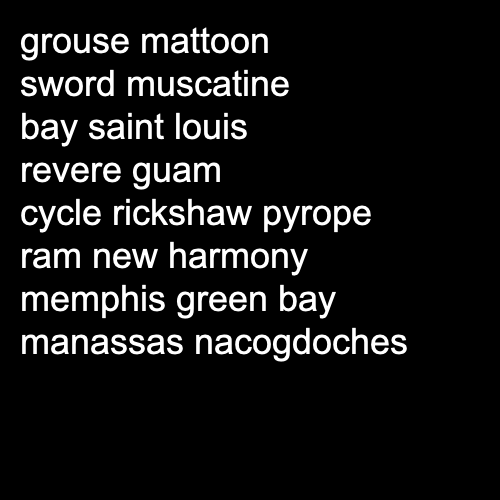 grouse mattoon
sword muscatine
bay saint louis
revere guam
cycle rickshaw pyrope
ram new harmony
memphis green bay
manassas nacogdoches